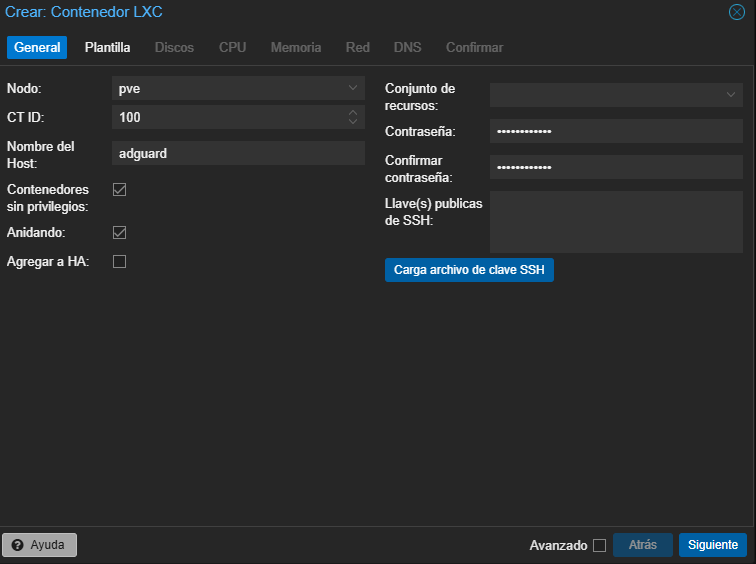 Crear: Contenedor LXC
General Plantilla Discos CPU Memoria Red DNS Confirmar
Nodo: pve
CT ID: 100
Nombre del
Host: adguard
Contenedores
sin privilegios:
Anidando:
Agregar a HA:
Conjunto de
recursos:
Contraseña: ••••••••••••
Confirmar
contraseña: ••••••••••••
Llave(s) publicas
de SSH:
Carga archivo de clave SSH
? Ayuda
Avanzado Atrás Siguiente